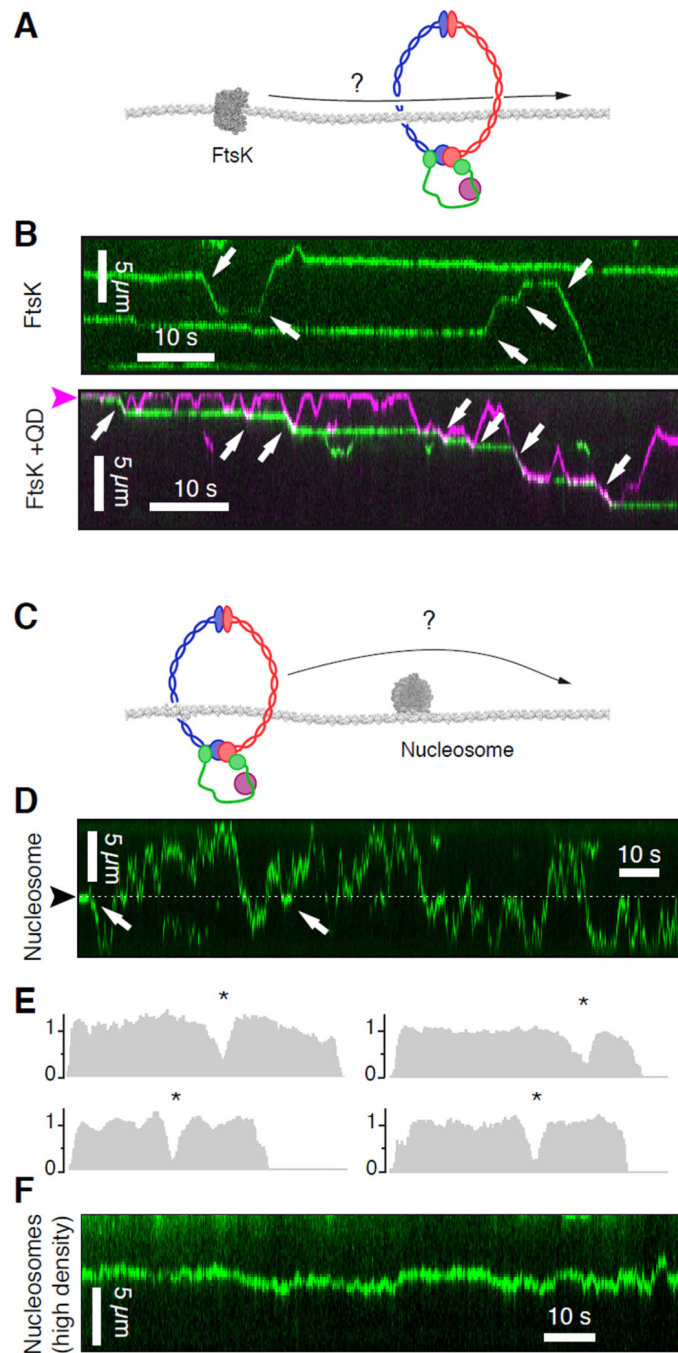 A
?
FtsK
B
FtsK
5 µm
10 s
FtsK +QD
5 µm
10 s
C
?
Nucleosome
D
Nucleosome
5 µm
10 s
E
* *
1 1
0 0
* *
1 1
0 0
F
Nucleosomes
(high density)
5 µm
10 s